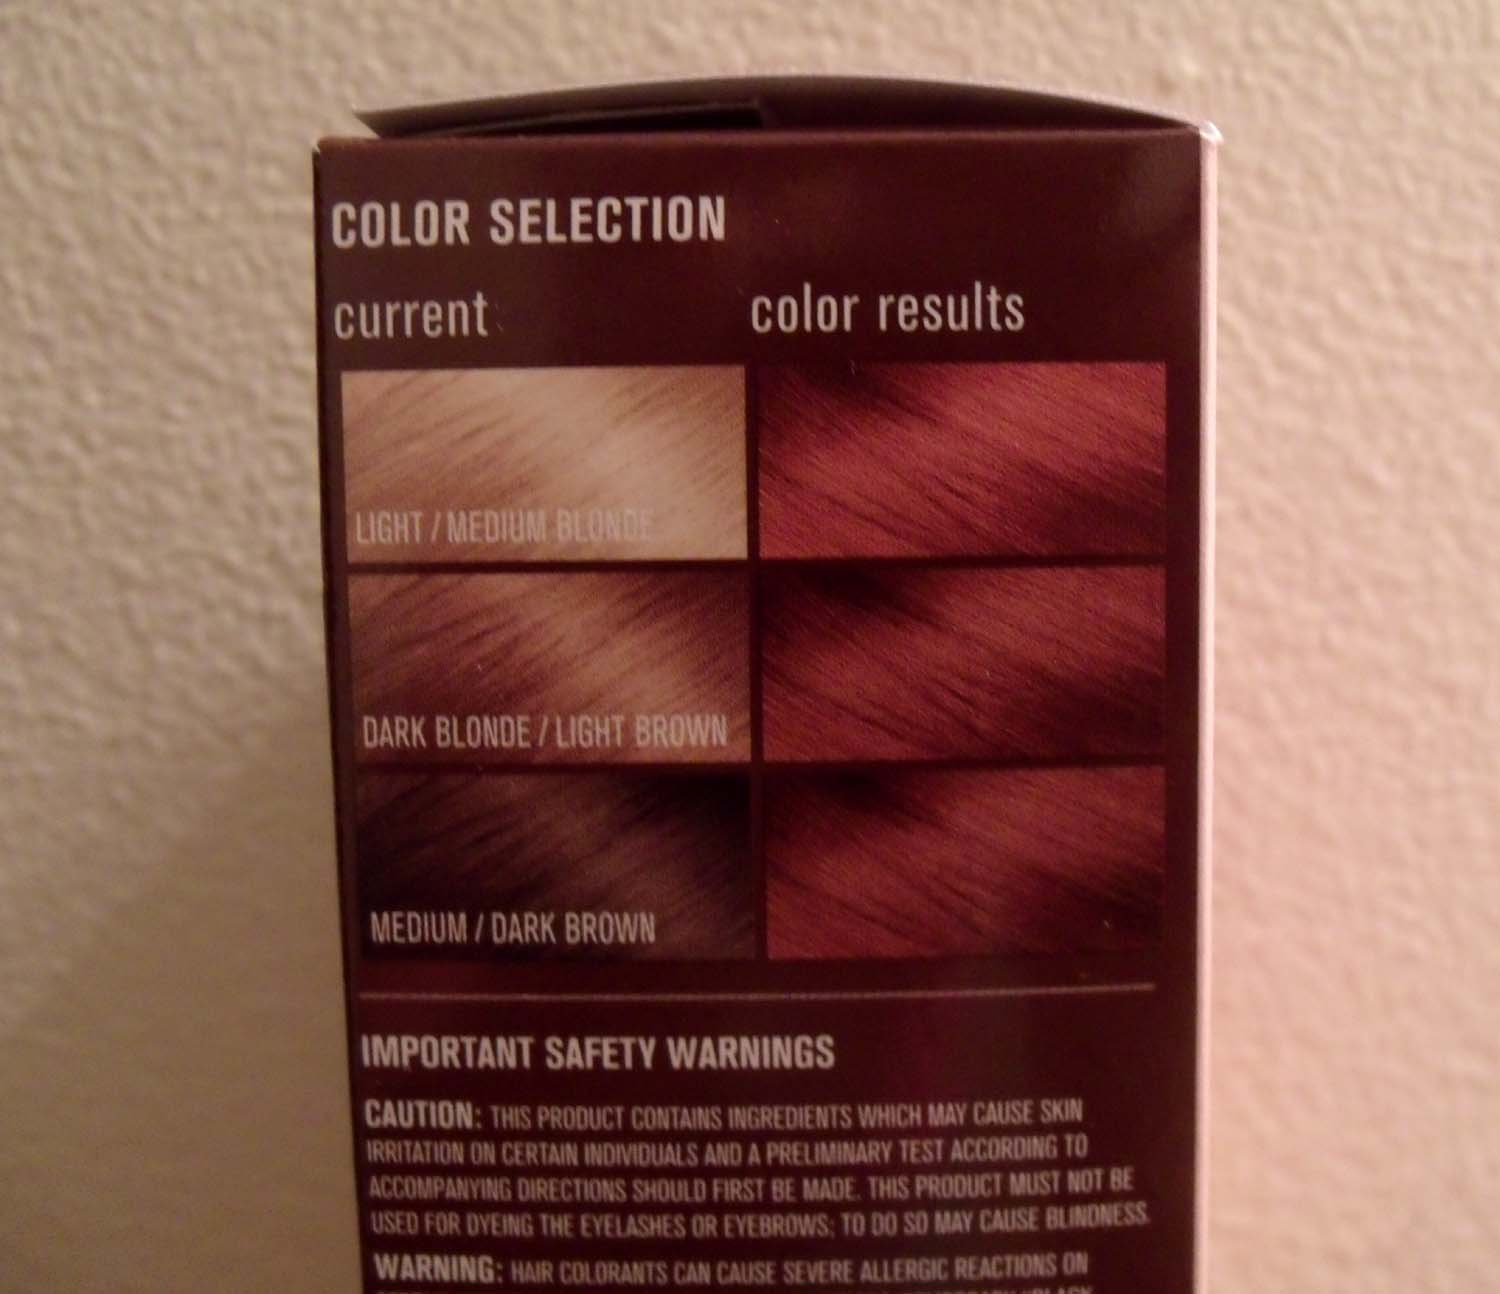 COLOR SELECTION
current
color results
LIGHT / MEDIUM BLONDE
DARK BLONDE / LIGHT BROWN
MEDIUM / DARK BROWN
IMPORTANT SAFETY WARNINGS
CAUTION: THIS PRODUCT CONTAINS INGREDIENTS WHICH MAY CAUSE SKIN
IRRITATION ON CERTAIN INDIVIDUALS AND A PRELIMINARY TEST ACCORDING TO
ACCOMPANYING DIRECTIONS SHOULD FIRST BE MADE. THIS PRODUCT MUST NOT BE
USED FOR DYEING THE EYELASHES OR EYEBROWS; TO DO SO MAY CAUSE BLINDNESS.
WARNING: HAIR COLORANTS CAN CAUSE SEVERE ALLERGIC REACTIONS ON